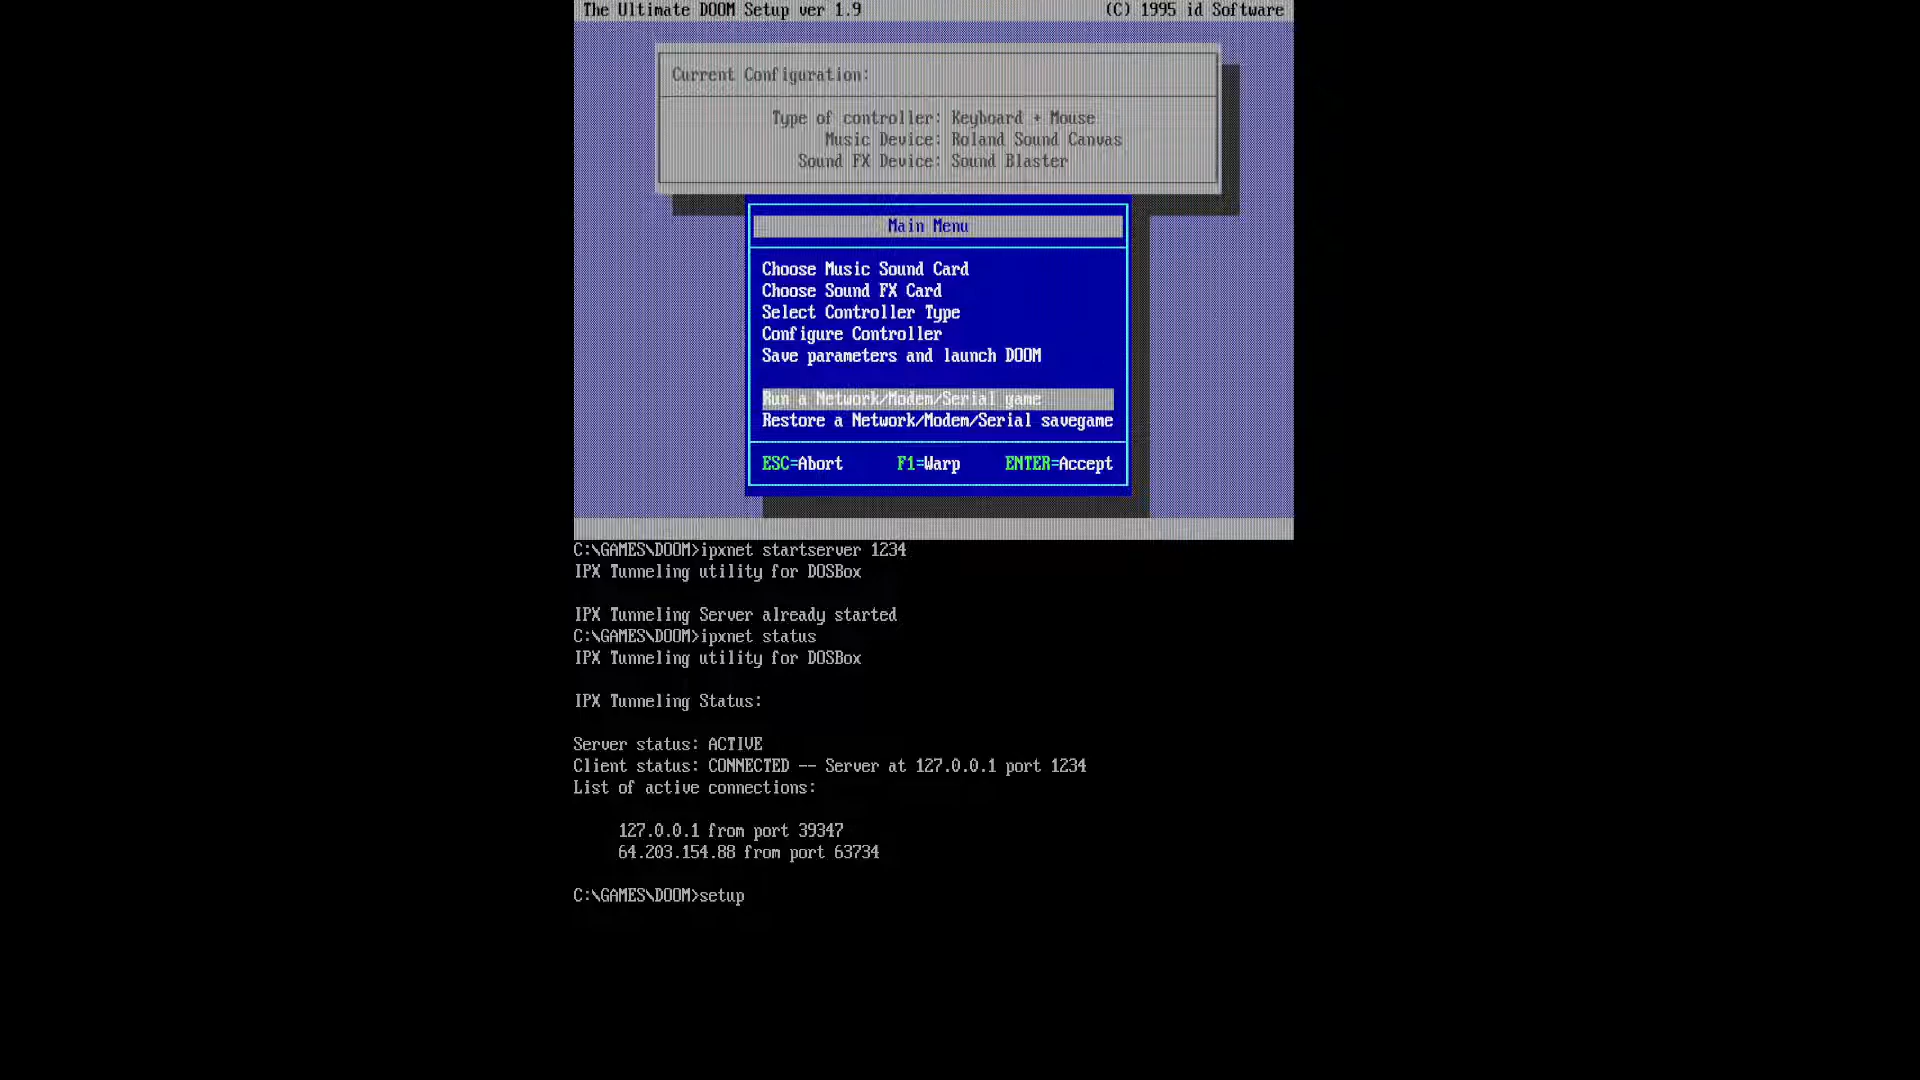 The Ultimate DOOM Setup ver 1.9 (C) 1995 id Software
Current Configuration:
Type of controller: Keyboard + Mouse
Music Device: Roland Sound Canvas
Sound FX Device: Sound Blaster
Main Menu
Choose Music Sound Card
Choose Sound FX Card
Select Controller Type
Configure Controller
Save parameters and launch DOOM
Run a Network/Modem/Serial game
Restore a Network/Modem/Serial savegame
ESC=Abort F1=Warp ENTER=Accept
C:\GAMES\DOOM>ipxnet startserver 1234
IPX Tunneling utility for DOSBox
IPX Tunneling Server already started
C:\GAMES\DOOM>ipxnet status
IPX Tunneling utility for DOSBox
IPX Tunneling Status:
Server status: ACTIVE
Client status: CONNECTED -- Server at 127.0.0.1 port 1234
List of active connections:
127.0.0.1 from port 39347
64.203.154.88 from port 63734
C:\GAMES\DOOM>setup